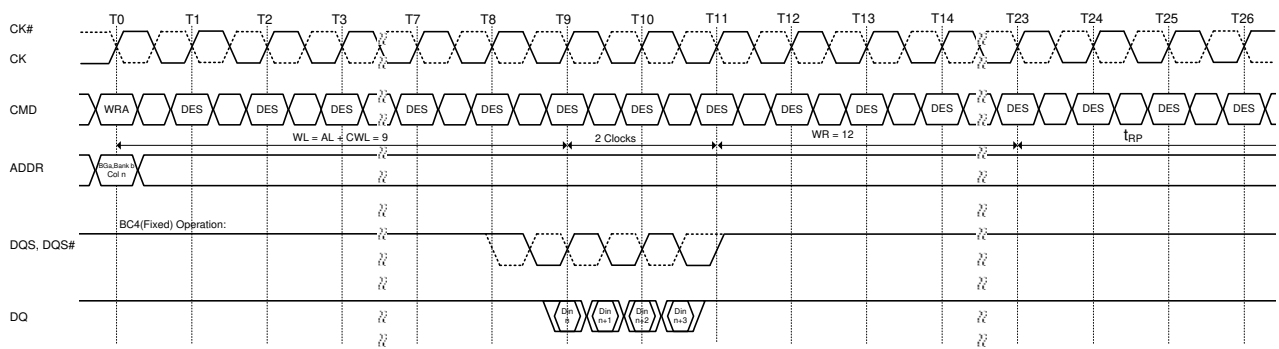 T0 T1 T2 T3 T7 T8 T9 T10 T11 T12 T13 T14 T23 T24 T25 T26
CK#
CK
CMD WRA DES DES DES DES DES DES DES DES DES DES DES DES DES DES DES
WL = AL + CWL = 9 2 Clocks WR = 12 tRP
ADDR BGa,Bank b
Col n
BC4(Fixed) Operation:
DQS, DQS#
DQ Din n Din n+1 Din n+2 Din n+3